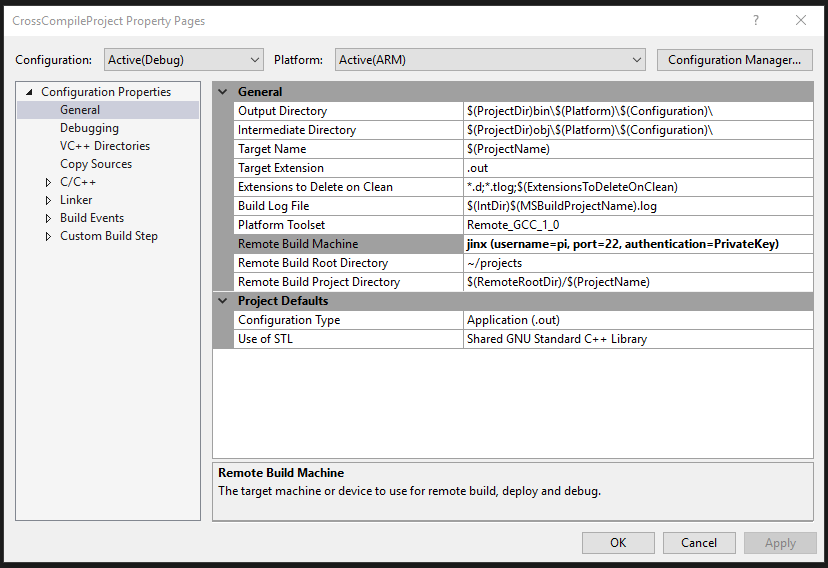 CrossCompileProject Property Pages
Configuration: Active(Debug) Platform: Active(ARM) Configuration Manager...
Configuration Properties
General
Debugging
VC++ Directories
Copy Sources
C/C++
Linker
Build Events
Custom Build Step
General
Output Directory $(ProjectDir)bin\$(Platform)\$(Configuration)\
Intermediate Directory $(ProjectDir)obj\$(Platform)\$(Configuration)\
Target Name $(ProjectName)
Target Extension .out
Extensions to Delete on Clean *.d;*.tlog;$(ExtensionsToDeleteOnClean)
Build Log File $(IntDir)$(MSBuildProjectName).log
Platform Toolset Remote_GCC_1_0
Remote Build Machine jinx (username=pi, port=22, authentication=PrivateKey)
Remote Build Root Directory ~/projects
Remote Build Project Directory $(RemoteRootDir)/$(ProjectName)
Project Defaults
Configuration Type Application (.out)
Use of STL Shared GNU Standard C++ Library
Remote Build Machine
The target machine or device to use for remote build, deploy and debug.
OK Cancel Apply